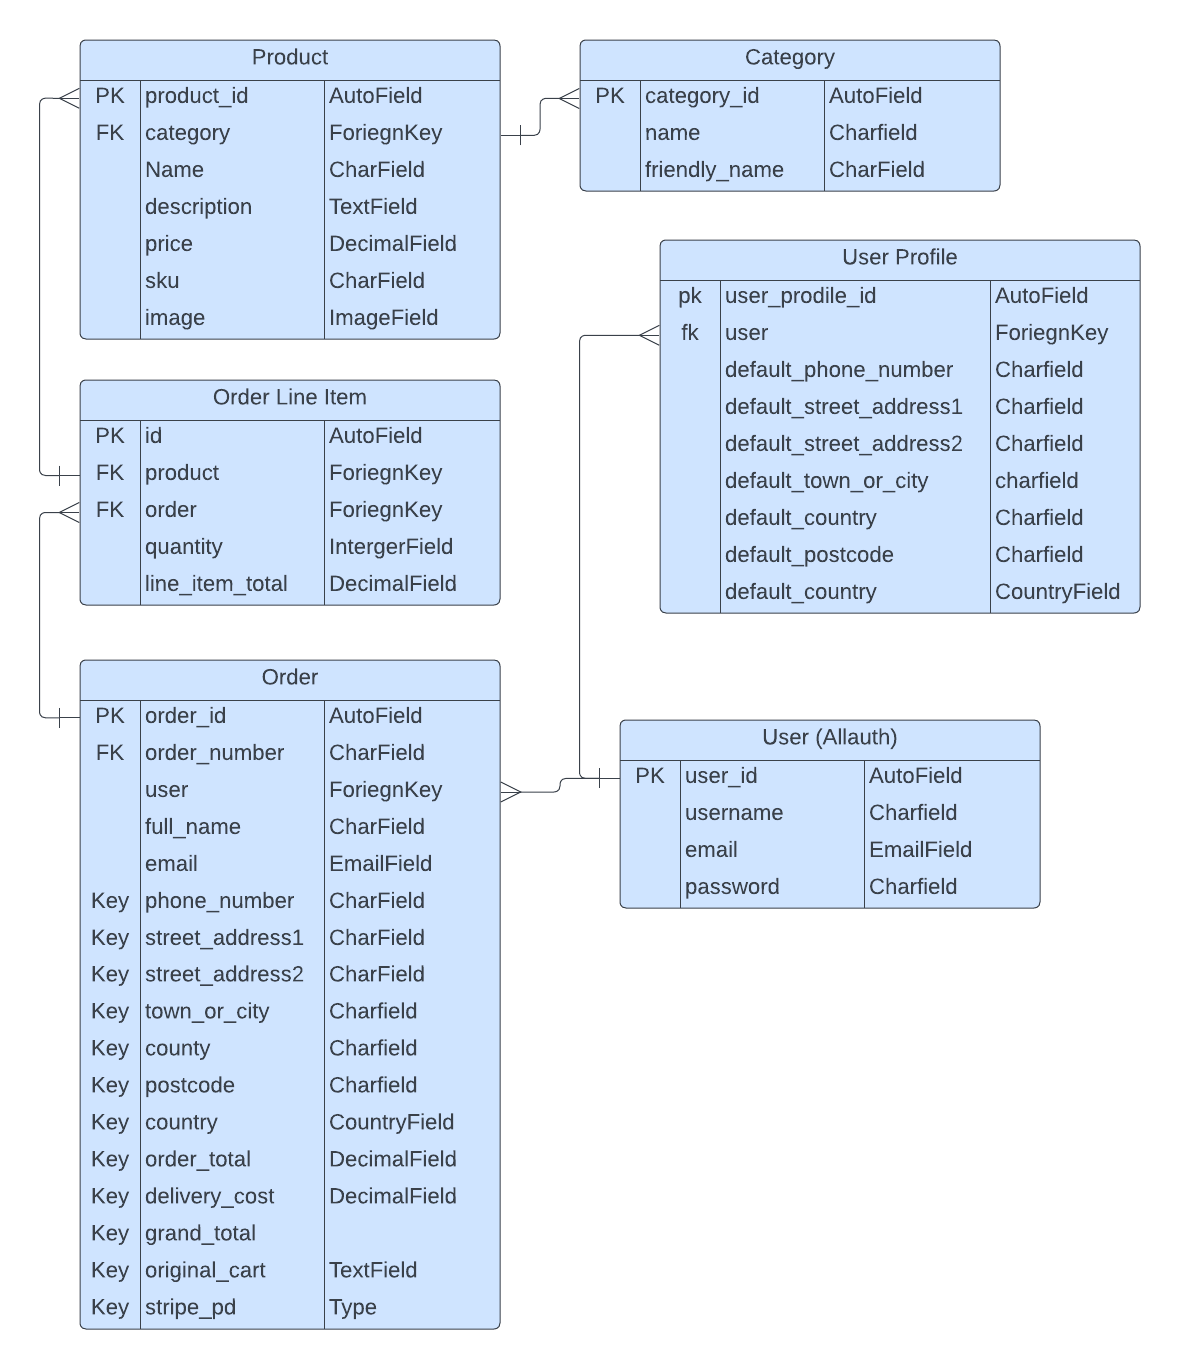 Product
PK product_id AutoField
FK category ForiegnKey
Name CharField
description TextField
price DecimalField
sku CharField
image ImageField
Category
PK category_id AutoField
name Charfield
friendly_name CharField
User Profile
pk user_prodile_id AutoField
fk user ForiegnKey
default_phone_number Charfield
default_street_address1 Charfield
default_street_address2 Charfield
default_town_or_city charfield
default_country Charfield
default_postcode Charfield
default_country CountryField
Order Line Item
PK id AutoField
FK product ForiegnKey
FK order ForiegnKey
quantity IntergerField
line_item_total DecimalField
Order
PK order_id AutoField
FK order_number CharField
user ForiegnKey
full_name CharField
email EmailField
Key phone_number CharField
Key street_address1 CharField
Key street_address2 CharField
Key town_or_city Charfield
Key county Charfield
Key postcode Charfield
Key country CountryField
Key order_total DecimalField
Key delivery_cost DecimalField
Key grand_total
Key original_cart TextField
Key stripe_pd Type
User (Allauth)
PK user_id AutoField
username Charfield
email EmailField
password Charfield